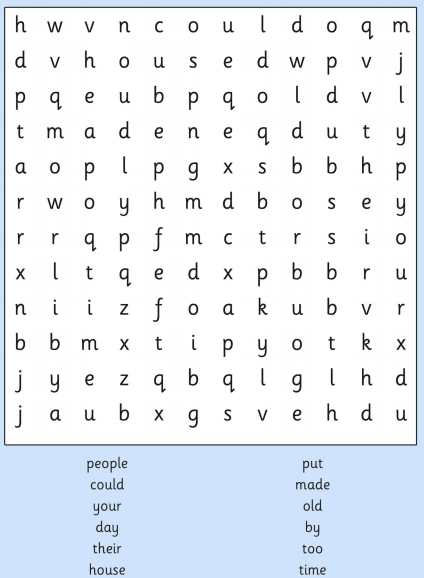 h w v n c o u l d o q m
d v h o u s e d w p v j
p q e u b p q o l d v l
t m a d e n e q d u t y
a o p l p g x s b b h p
r w o y h m d b o s e y
r r q p f m c t r s i o
x l t q e d x p b b r u
n i i z f o a k u b v r
b b m x t i p y o t k x
j y e z q b q l g l h d
j a u b x g s v e h d u
people put
could made
your old
day by
their too
house time